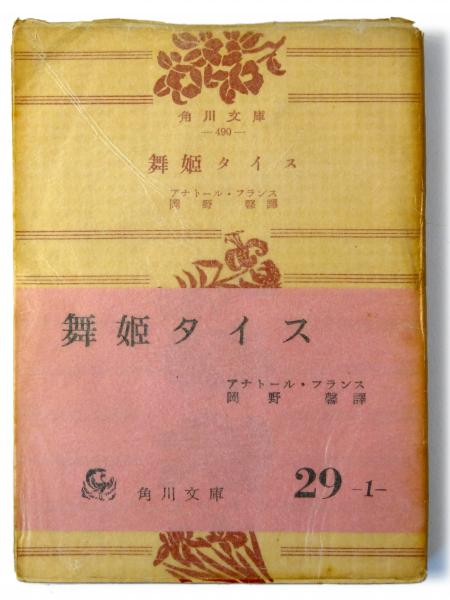 角川文庫
—490—
舞姫タイス
アナトール・フランス
岡野馨譯
舞姫タイス
アナトール・フランス
岡野馨譯
角川文庫
29 -1-